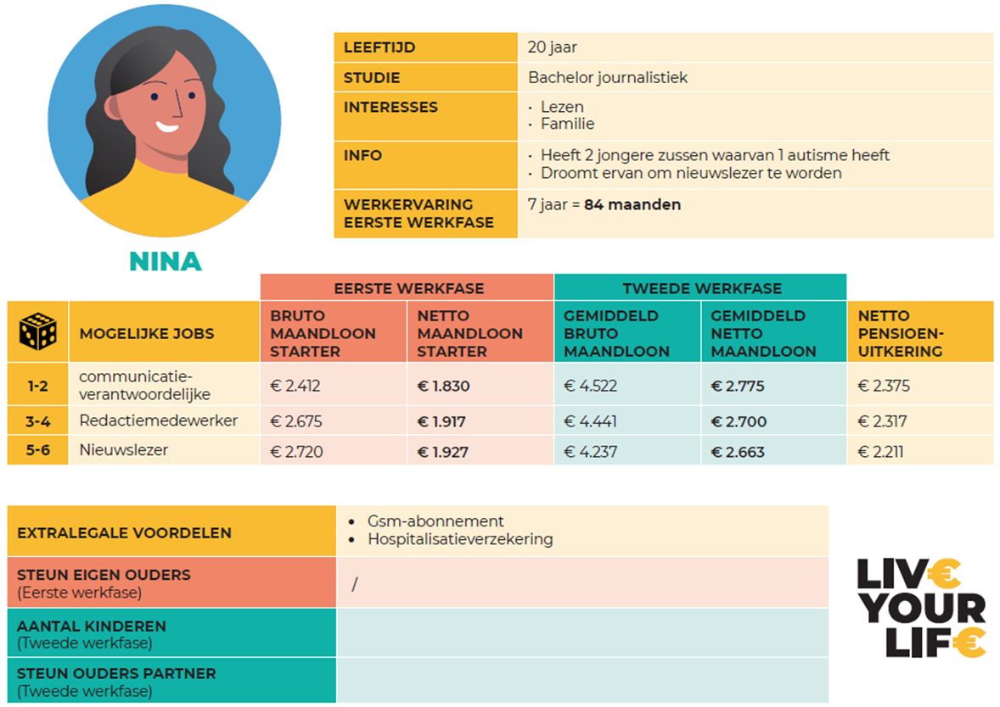 NINA
LEEFTIJD
20 jaar
STUDIE
Bachelor journalistiek
INTERESSES
• Lezen
• Familie
INFO
• Heeft 2 jongere zussen waarvan 1 autisme heeft
• Droomt ervan om nieuwslezer te worden
WERKERVARING
EERSTE WERKFASE
7 jaar = 84 maanden
EERSTE WERKFASE
TWEEDE WERKFASE
MOGELIJKE JOBS
BRUTO
MAANDLOON
STARTER
NETTO
MAANDLOON
STARTER
GEMIDDELD
BRUTO
MAANDLOON
GEMIDDELD
NETTO
MAANDLOON
NETTO
PENSIOEN-
UITKERING
1-2
communicatie-
verantwoordelijke
€ 2.412
€ 1.830
€ 4.522
€ 2.775
€ 2.375
3-4
Redactiemedewerker
€ 2.675
€ 1.917
€ 4.441
€ 2.700
€ 2.317
5-6
Nieuwslezer
€ 2.720
€ 1.927
€ 4.237
€ 2.663
€ 2.211
EXTRALEGALE VOORDELEN
• Gsm-abonnement
• Hospitalisatieverzekering
STEUN EIGEN OUDERS
(Eerste werkfase)
/
AANTAL KINDEREN
(Tweede werkfase)
STEUN OUDERS PARTNER
(Tweede werkfase)
LIV€
YOUR
LIF€